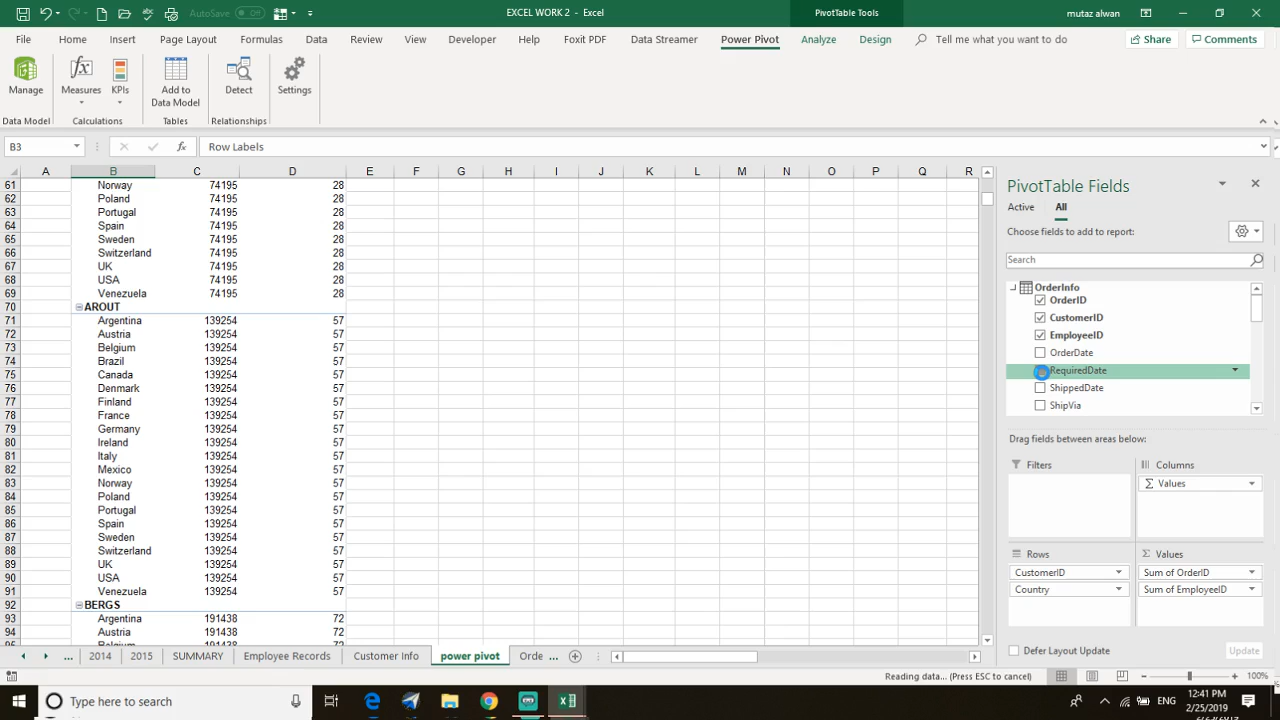 AutoSave Off
EXCEL WORK 2 - Excel
PivotTable Tools
mutaz alwan
File Home Insert Page Layout Formulas Data Review View Developer Help Foxit PDF Data Streamer Power Pivot Analyze Design Tell me what you want to do Share Comments
Manage Measures KPIs Add to Data Model Detect Settings
Data Model Calculations Tables Relationships
B3 fx Row Labels
A B C D E F G H I J K L M N O P Q R
61 Norway 74195 28
62 Poland 74195 28
63 Portugal 74195 28
64 Spain 74195 28
65 Sweden 74195 28
66 Switzerland 74195 28
67 UK 74195 28
68 USA 74195 28
69 Venezuela 74195 28
70 AROUT
71 Argentina 139254 57
72 Austria 139254 57
73 Belgium 139254 57
74 Brazil 139254 57
75 Canada 139254 57
76 Denmark 139254 57
77 Finland 139254 57
78 France 139254 57
79 Germany 139254 57
80 Ireland 139254 57
81 Italy 139254 57
82 Mexico 139254 57
83 Norway 139254 57
84 Poland 139254 57
85 Portugal 139254 57
86 Spain 139254 57
87 Sweden 139254 57
88 Switzerland 139254 57
89 UK 139254 57
90 USA 139254 57
91 Venezuela 139254 57
92 BERGS
93 Argentina 191438 72
94 Austria 191438 72
PivotTable Fields
Active All
Choose fields to add to report:
Search
OrderInfo
OrderID
CustomerID
EmployeeID
OrderDate
RequiredDate
ShippedDate
ShipVia
Drag fields between areas below:
Filters
Columns
Σ Values
Rows
CustomerID
Country
Σ Values
Sum of OrderID
Sum of EmployeeID
Defer Layout Update
Update
... 2014 2015 SUMMARY Employee Records Customer Info power pivot Orde ...
Reading data... (Press ESC to cancel)
100%
Type here to search
ENG
12:41 PM
2/25/2019